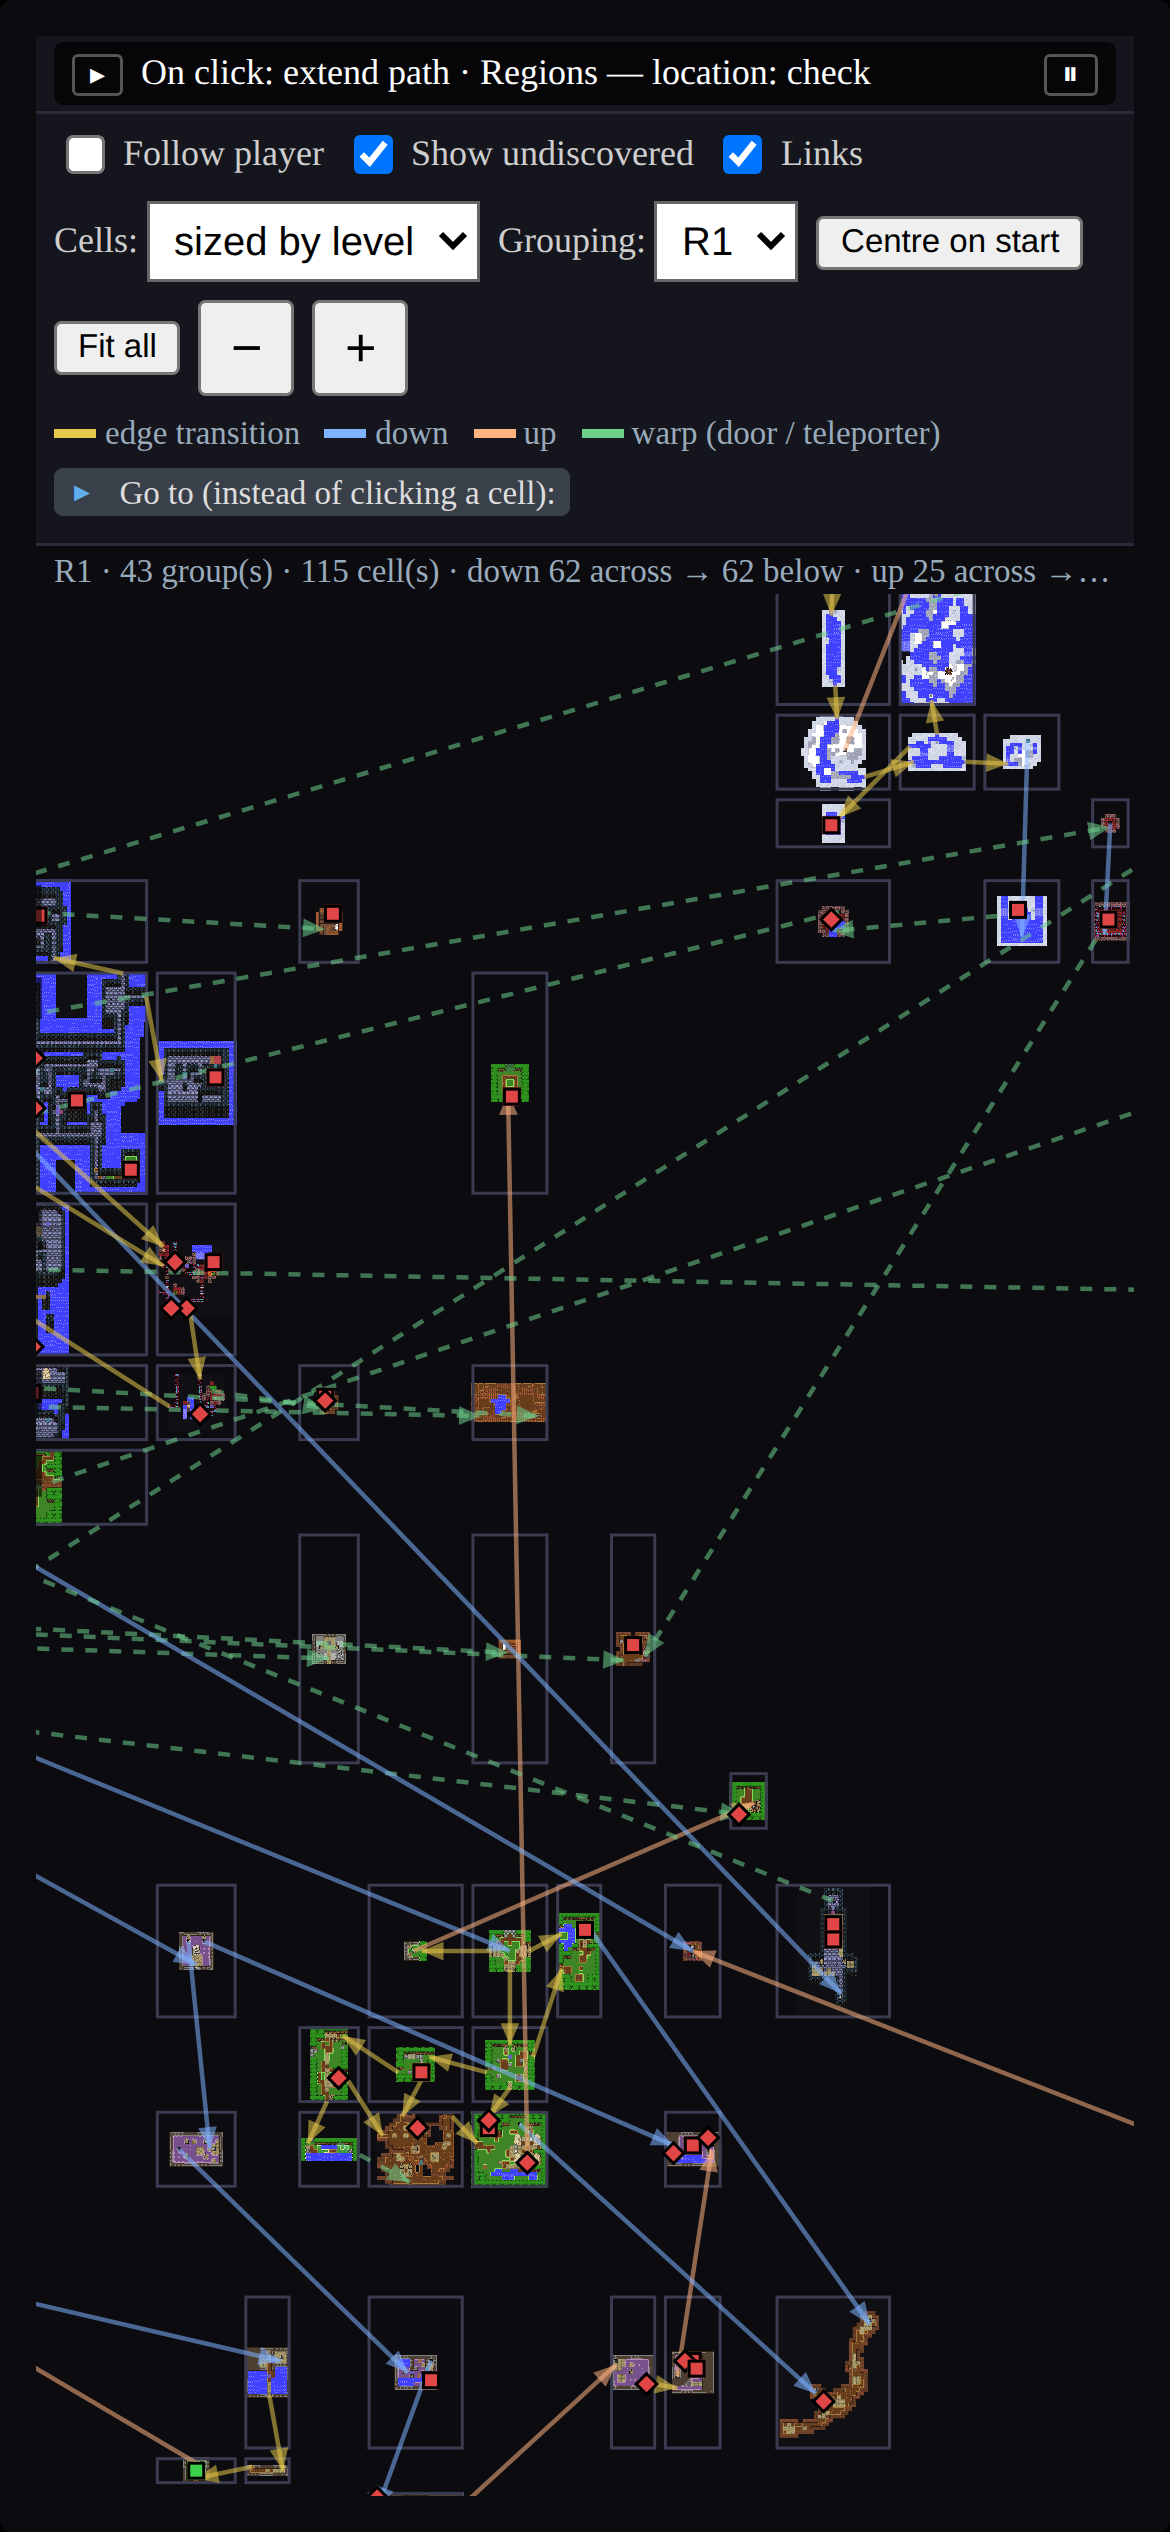 On click: extend path · Regions — location: check
Follow player Show undiscovered Links
Cells: sized by level Grouping: R1 Centre on start
Fit all − +
edge transition down up warp (door / teleporter)
Go to (instead of clicking a cell):
R1 · 43 group(s) · 115 cell(s) · down 62 across → 62 below · up 25 across →…